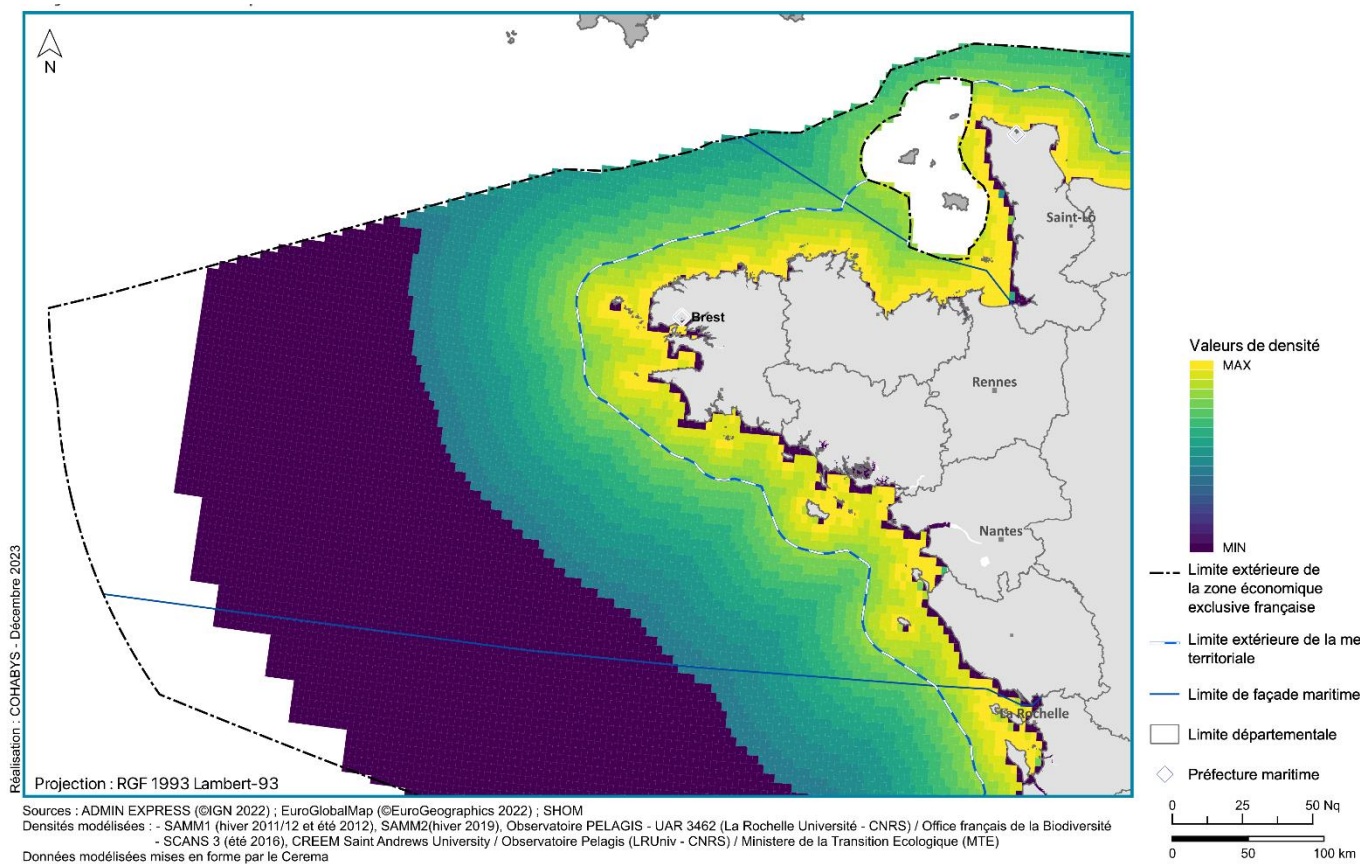 N
Saint-Lô
Brest
Rennes
Nantes
La Rochelle
Projection : RGF 1993 Lambert-93
Réalisation : COHABYS - Décembre 2023
Valeurs de densité
MAX
MIN
Limite extérieure de
la zone économique
exclusive française
Limite extérieure de la me
territoriale
Limite de façade maritime
Limite départementale
Préfecture maritime
0 25 50 Nq
0 50 100 km
Sources : ADMIN EXPRESS (©IGN 2022) ; EuroGlobalMap (©EuroGeographics 2022) ; SHOM
Densités modélisées : - SAMM1 (hiver 2011/12 et été 2012), SAMM2(hiver 2019), Observatoire PELAGIS - UAR 3462 (La Rochelle Université - CNRS) / Office français de la Biodiversité
- SCANS 3 (été 2016), CREEM Saint Andrews University / Observatoire Pelagis (LRUniv - CNRS) / Ministere de la Transition Ecologique (MTE)
Données modélisées mises en forme par le Cerema